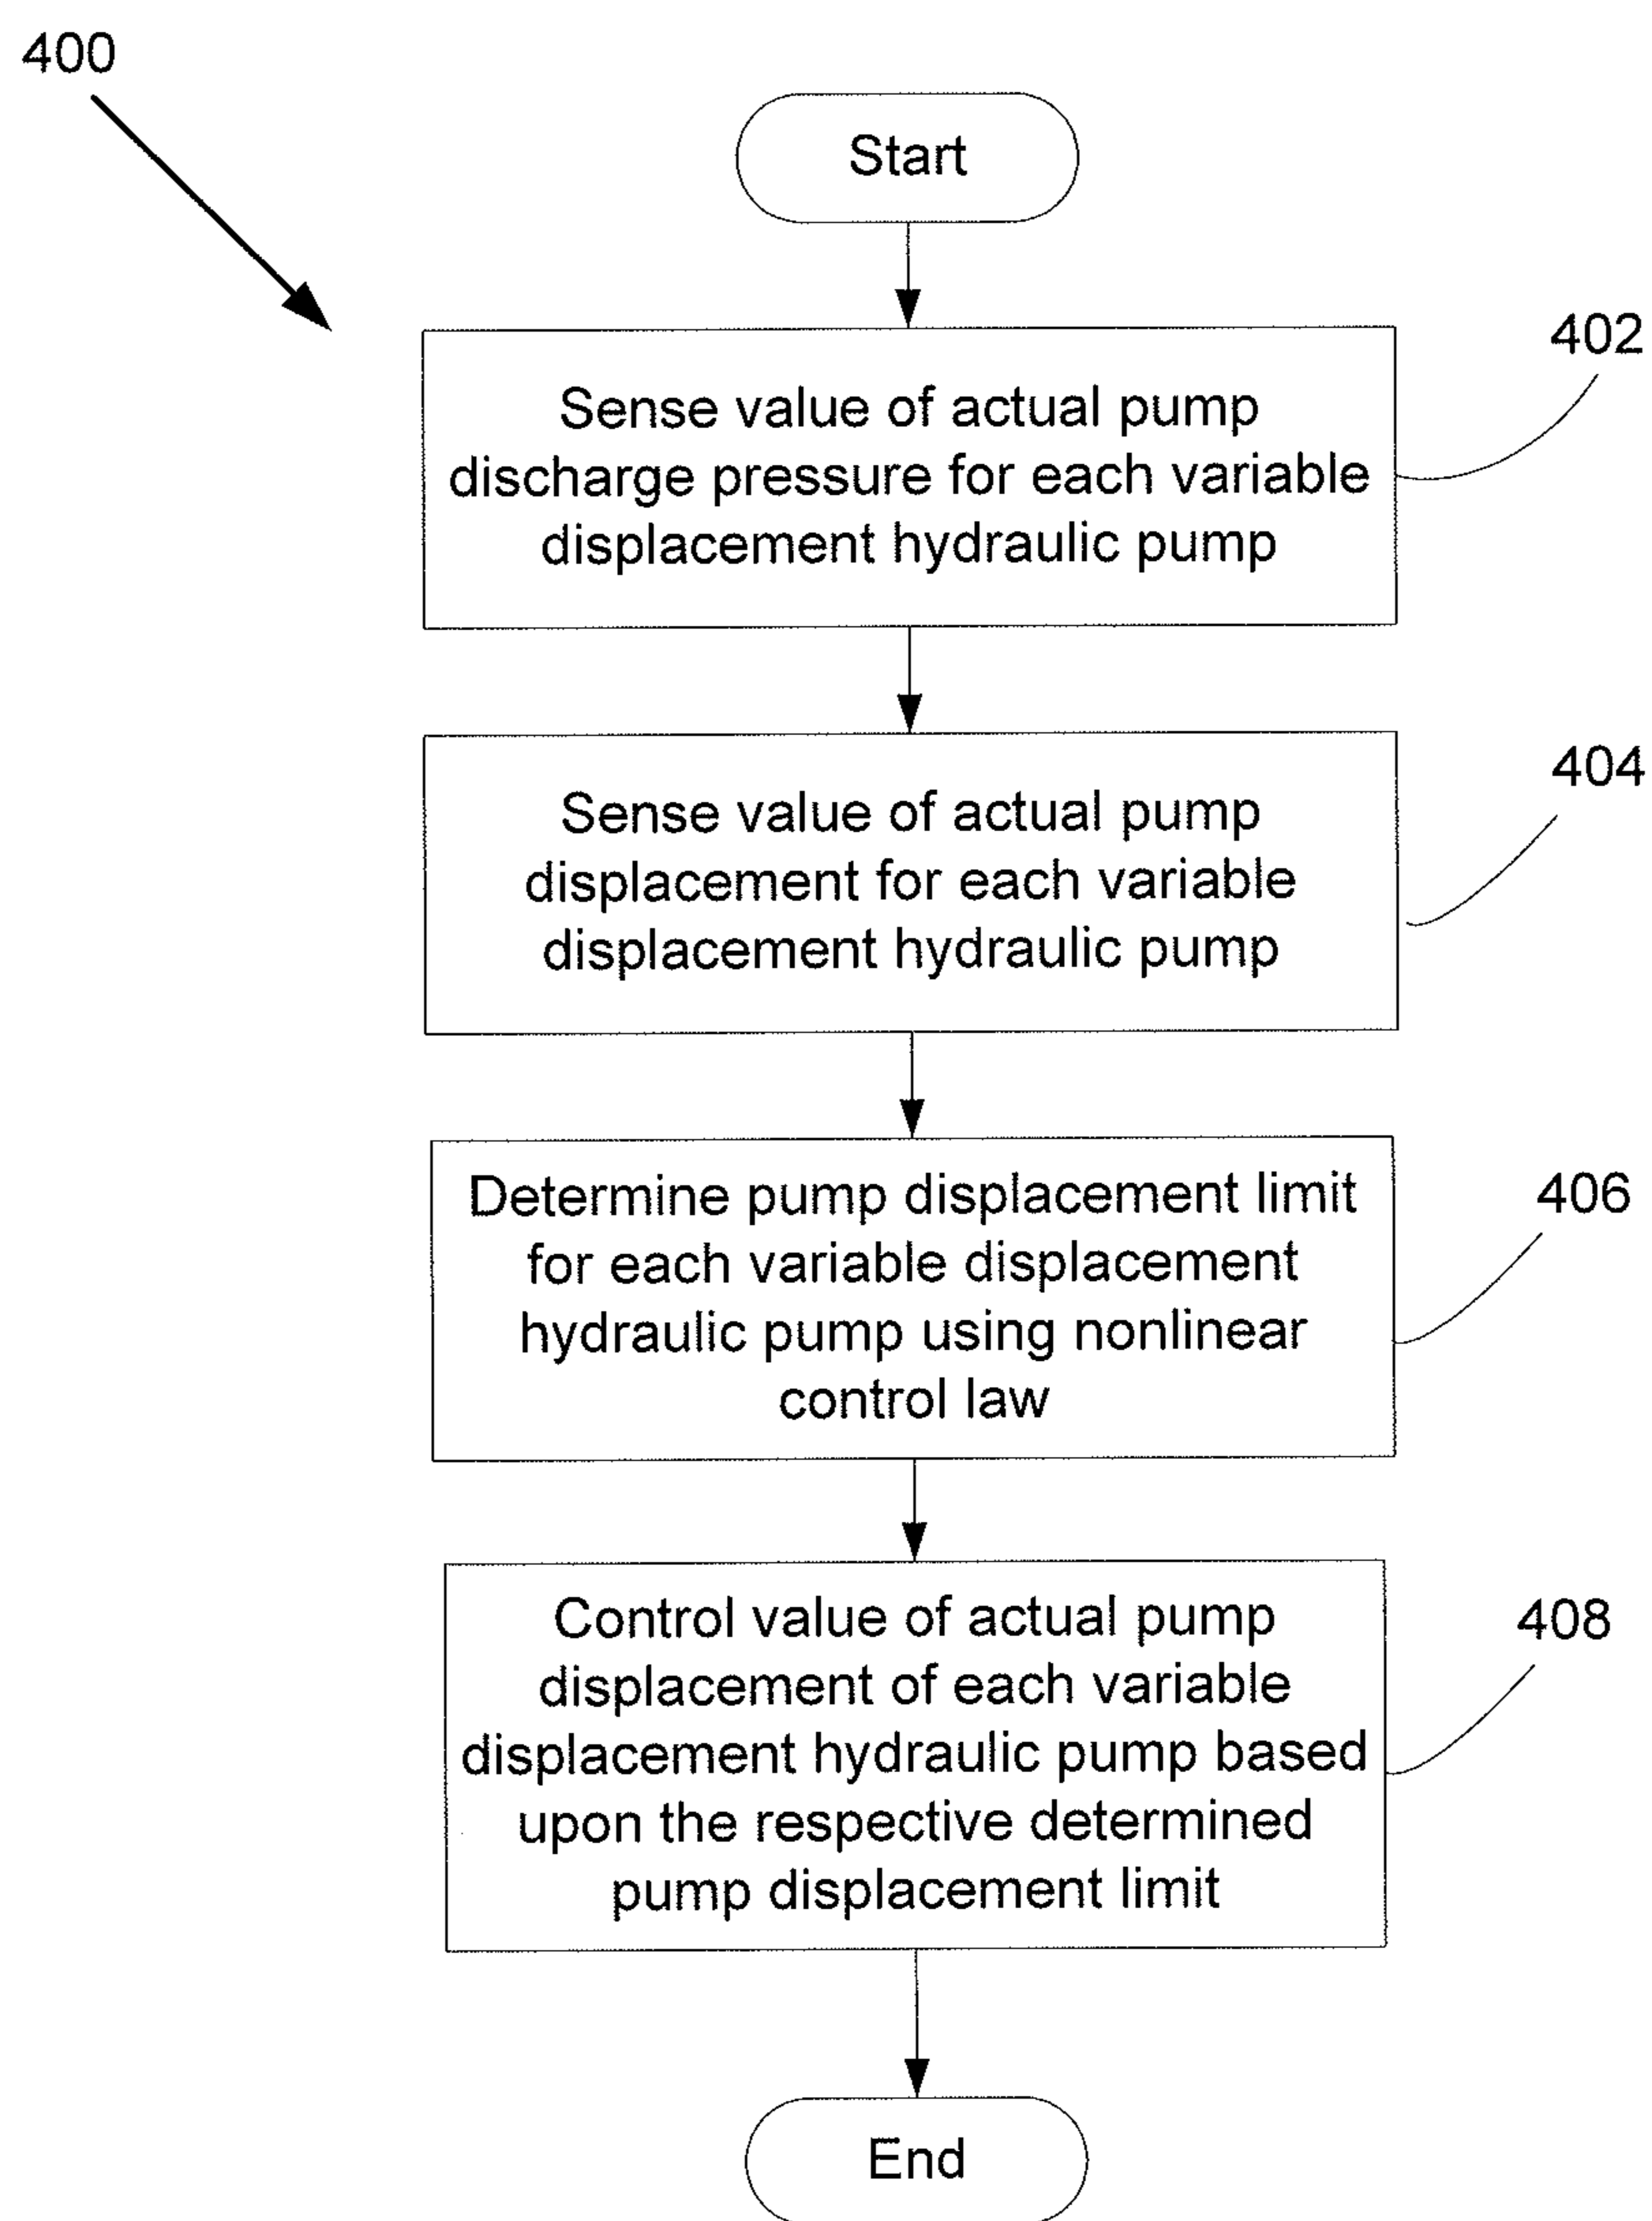 400
Start
402
Sense value of actual pump
discharge pressure for each variable
displacement hydraulic pump
404
Sense value of actual pump
displacement for each variable
displacement hydraulic pump
406
Determine pump displacement limit
for each variable displacement
hydraulic pump using nonlinear
control law
408
Control value of actual pump
displacement of each variable
displacement hydraulic pump based
upon the respective determined
pump displacement limit
End